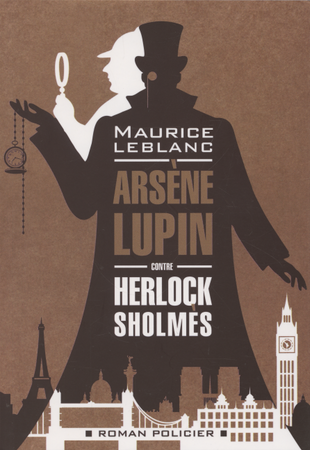 MAURICE
LEBLANC
ARSÈNE
LUPIN
CONTRE
HERLOCK
SHOLMÈS
ROMAN POLICIER